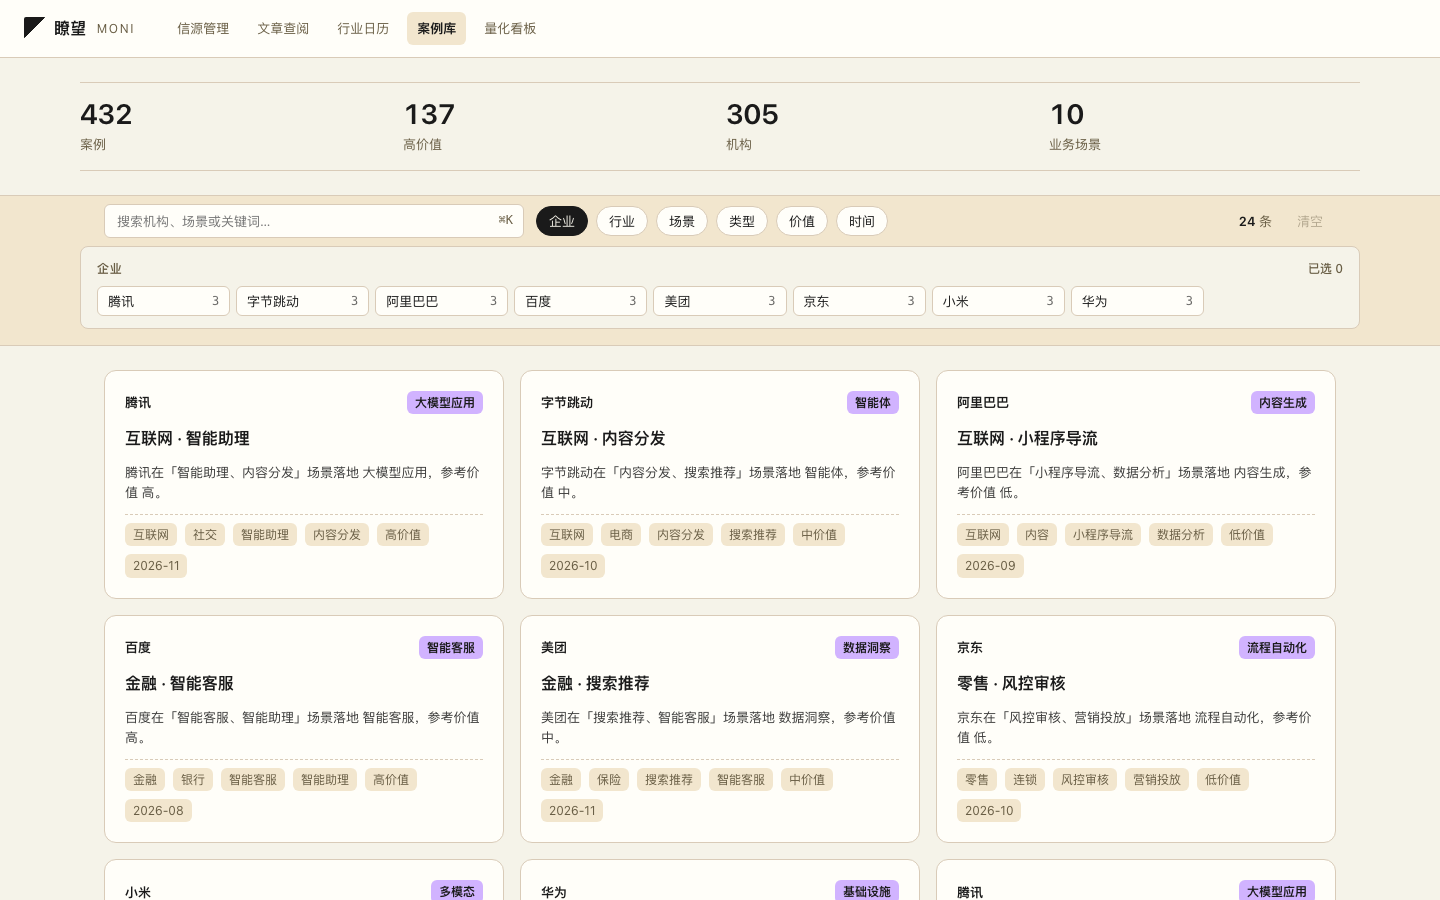 瞭望 MONI 信源管理 文章查阅 行业日历 案例库 量化看板
432 137 305 10
案例 高价值 机构 业务场景
搜索机构、场景或关键词... ⌘K 企业 行业 场景 类型 价值 时间 24 条 清空
企业 已选 0
腾讯 3 字节跳动 3 阿里巴巴 3 百度 3 美团 3 京东 3 小米 3 华为 3
腾讯 大模型应用
互联网 · 智能助理
腾讯在「智能助理、内容分发」场景落地 大模型应用，参考价
值 高。
互联网 社交 智能助理 内容分发 高价值
2026-11
字节跳动 智能体
互联网 · 内容分发
字节跳动在「内容分发、搜索推荐」场景落地 智能体，参考价
值 中。
互联网 电商 内容分发 搜索推荐 中价值
2026-10
阿里巴巴 内容生成
互联网 · 小程序导流
阿里巴巴在「小程序导流、数据分析」场景落地 内容生成，参
考价值 低。
互联网 内容 小程序导流 数据分析 低价值
2026-09
百度 智能客服
金融 · 智能客服
百度在「智能客服、智能助理」场景落地 智能客服，参考价值
高。
金融 银行 智能客服 智能助理 高价值
2026-08
美团 数据洞察
金融 · 搜索推荐
美团在「搜索推荐、智能客服」场景落地 数据洞察，参考价值
中。
金融 保险 搜索推荐 智能客服 中价值
2026-11
京东 流程自动化
零售 · 风控审核
京东在「风控审核、营销投放」场景落地 流程自动化，参考价
值 低。
零售 连锁 风控审核 营销投放 低价值
2026-10
小米 多模态
华为 基础设施
腾讯 大模型应用